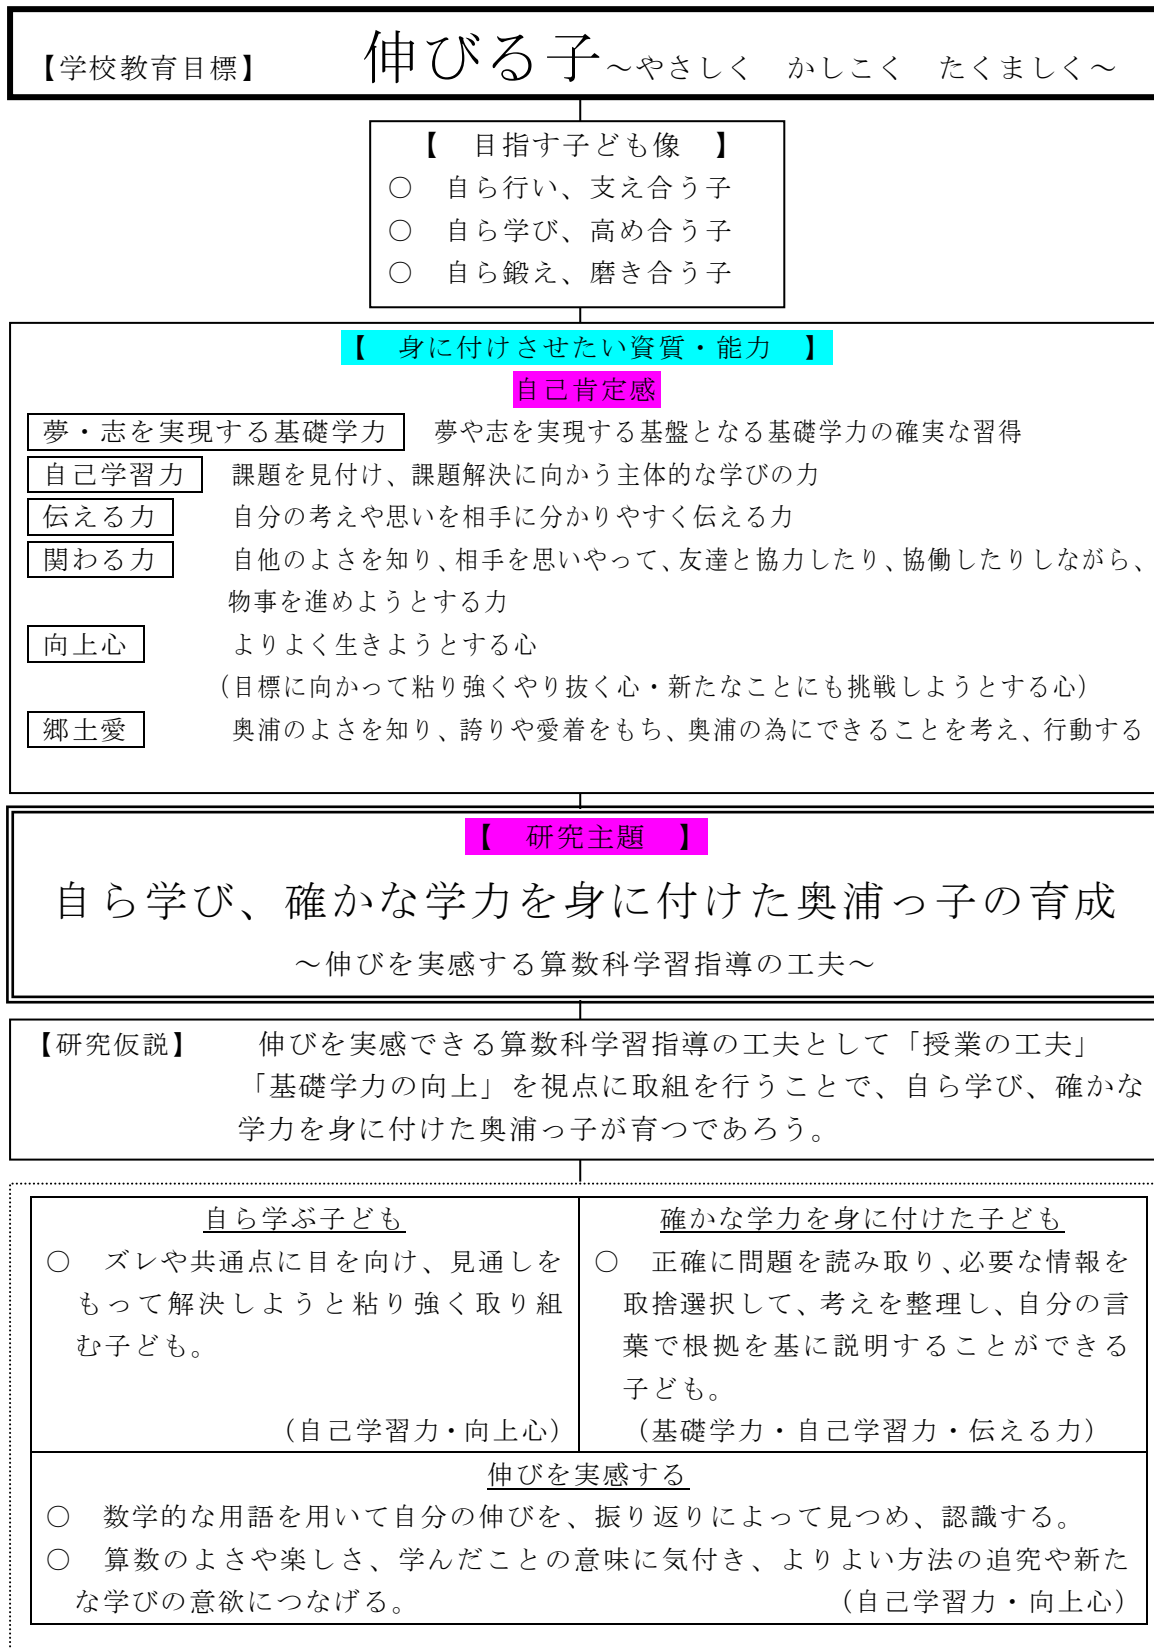 【学校教育目標】　伸びる子～やさしく　かしこく　たくましく～
【　目指す子ども像　】
○　自ら行い、支え合う子
○　自ら学び、高め合う子
○　自ら鍛え、磨き合う子
【　身に付けさせたい資質・能力　】
自己肯定感
夢・志を実現する基礎学力　夢や志を実現する基盤となる基礎学力の確実な習得
自己学習力　課題を見付け、課題解決に向かう主体的な学びの力
伝える力　自分の考えや思いを相手に分かりやすく伝える力
関わる力　自他のよさを知り、相手を思いやって、友達と協力したり、協働したりしながら、
物事を進めようとする力
向上心　よりよく生きようとする心
（目標に向かって粘り強くやり抜く心・新たなことにも挑戦しようとする心）
郷土愛　奥浦のよさを知り、誇りや愛着をもち、奥浦の為にできることを考え、行動する
【　研究主題　】
自ら学び、確かな学力を身に付けた奥浦っ子の育成
～伸びを実感する算数科学習指導の工夫～
【研究仮説】　伸びを実感できる算数科学習指導の工夫として「授業の工夫」
「基礎学力の向上」を視点に取組を行うことで、自ら学び、確かな
学力を身に付けた奥浦っ子が育つであろう。
自ら学ぶ子ども
○　ズレや共通点に目を向け、見通しを
もって解決しようと粘り強く取り組
む子ども。
（自己学習力・向上心）
確かな学力を身に付けた子ども
○　正確に問題を読み取り、必要な情報を
取捨選択して、考えを整理し、自分の言
葉で根拠を基に説明することができる
子ども。
（基礎学力・自己学習力・伝える力）
伸びを実感する
○　数学的な用語を用いて自分の伸びを、振り返りによって見つめ、認識する。
○　算数のよさや楽しさ、学んだことの意味に気付き、よりよい方法の追究や新た
な学びの意欲につなげる。　（自己学習力・向上心）